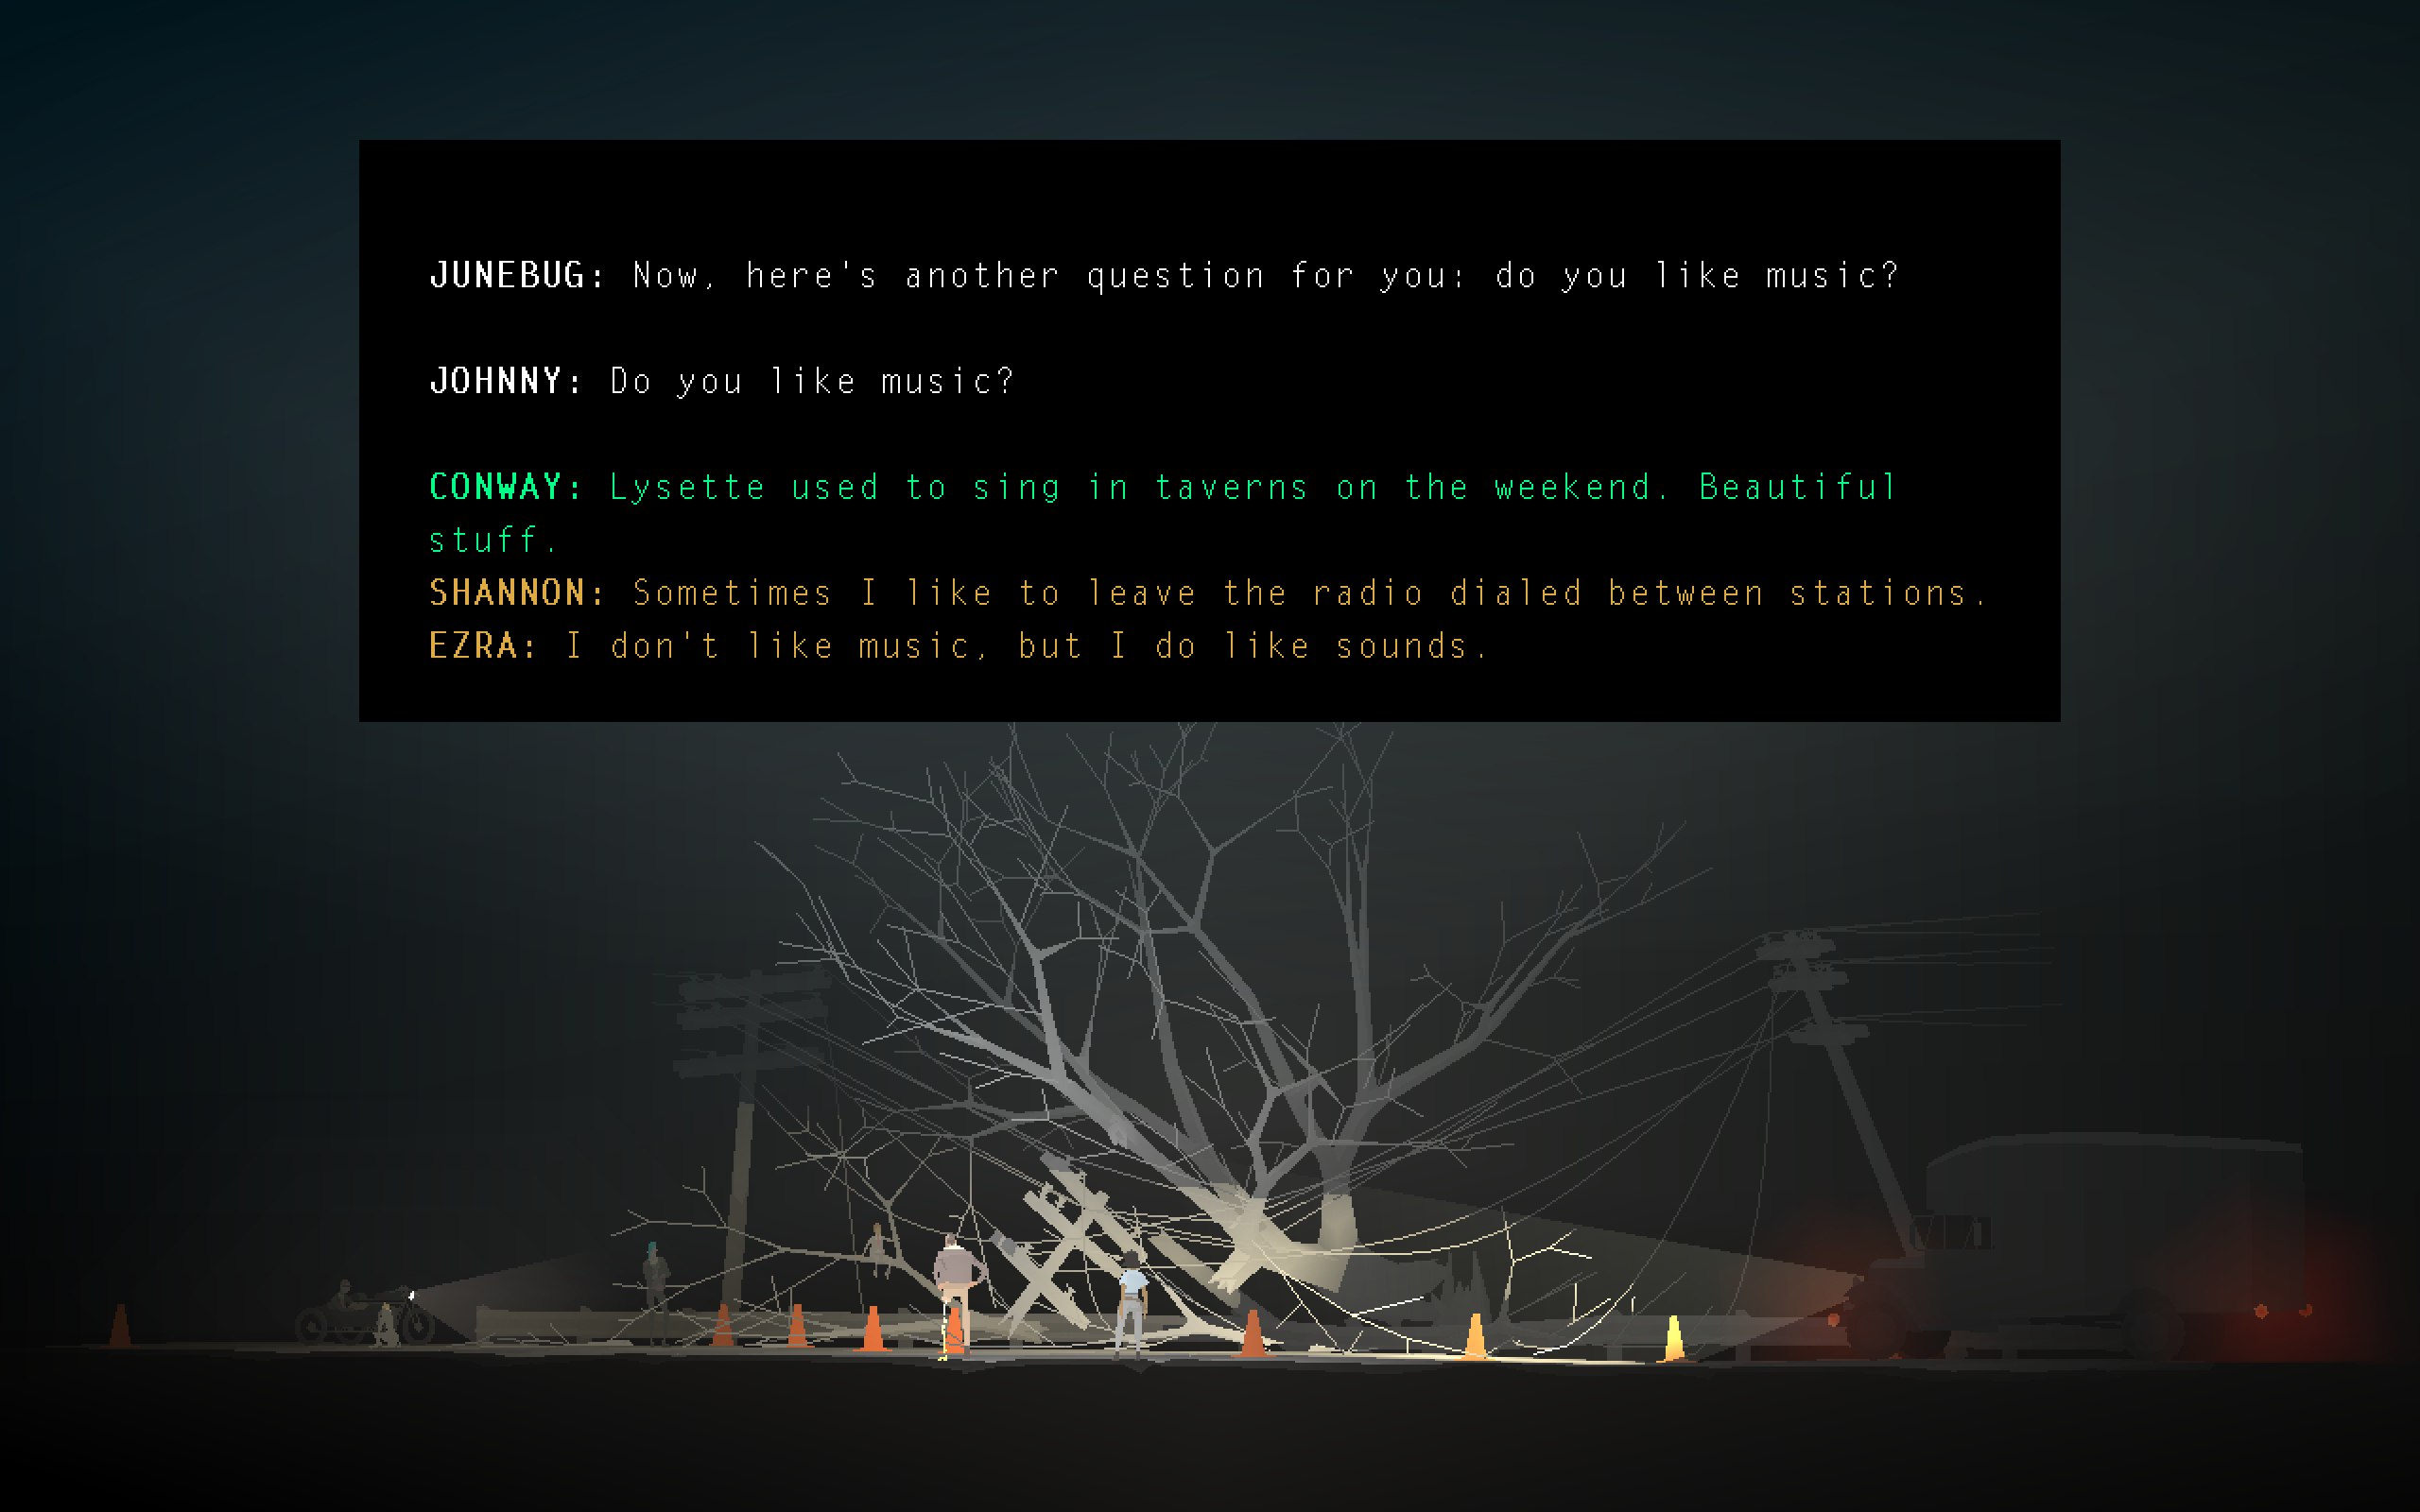 JUNEBUG: Now, here's another question for you: do you like music?
JOHNNY: Do you like music?
CONWAY: Lysette used to sing in taverns on the weekend. Beautiful
stuff.
SHANNON: Sometimes I like to leave the radio dialed between stations.
EZRA: I don't like music, but I do like sounds.